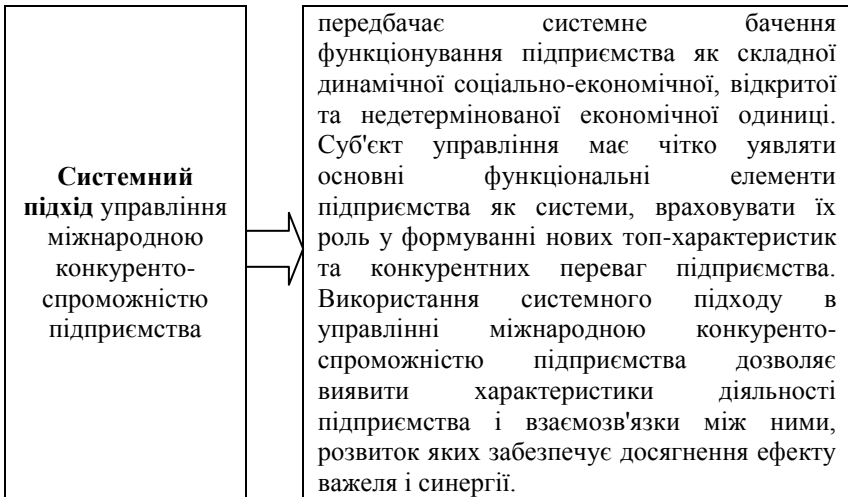 Системний
підхід управління
міжнародною
конкуренто-
спроможністю
підприємства
передбачає системне бачення
функціонування підприємства як складної
динамічної соціально-економічної, відкритої
та недетермінованої економічної одиниці.
Суб'єкт управління має чітко уявляти
основні функціональні елементи
підприємства як системи, враховувати їх
роль у формуванні нових топ-характеристик
та конкурентних переваг підприємства.
Використання системного підходу в
управлінні міжнародною конкуренто-
спроможністю підприємства дозволяє
виявити характеристики діяльності
підприємства і взаємозв'язки між ними,
розвиток яких забезпечує досягнення ефекту
важеля і синергії.